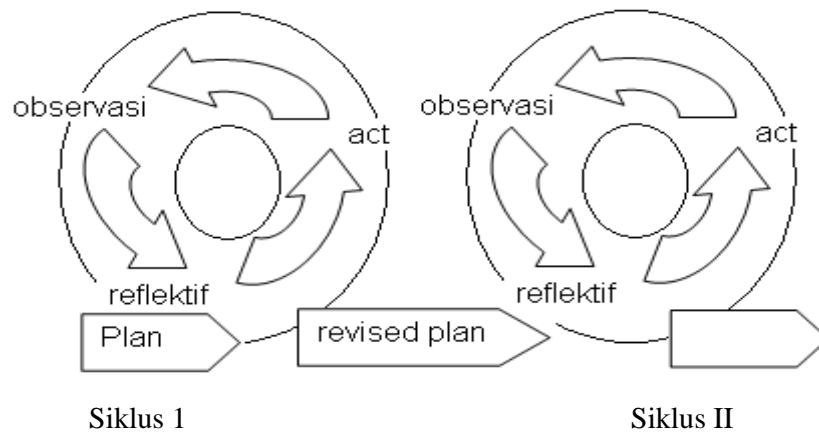 observasi
act
reflektif
Plan
revised plan
observasi
act
reflektif
Siklus 1
Siklus II